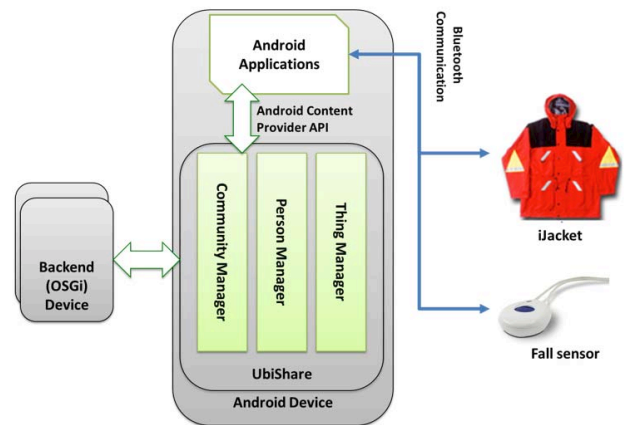 Android
Applications
Bluetooth
Communication
Android Content
Provider API
Community Manager
Person Manager
Thing Manager
Backend
(OSGi)
Device
UbiShare
Android Device
iJacket
Fall sensor